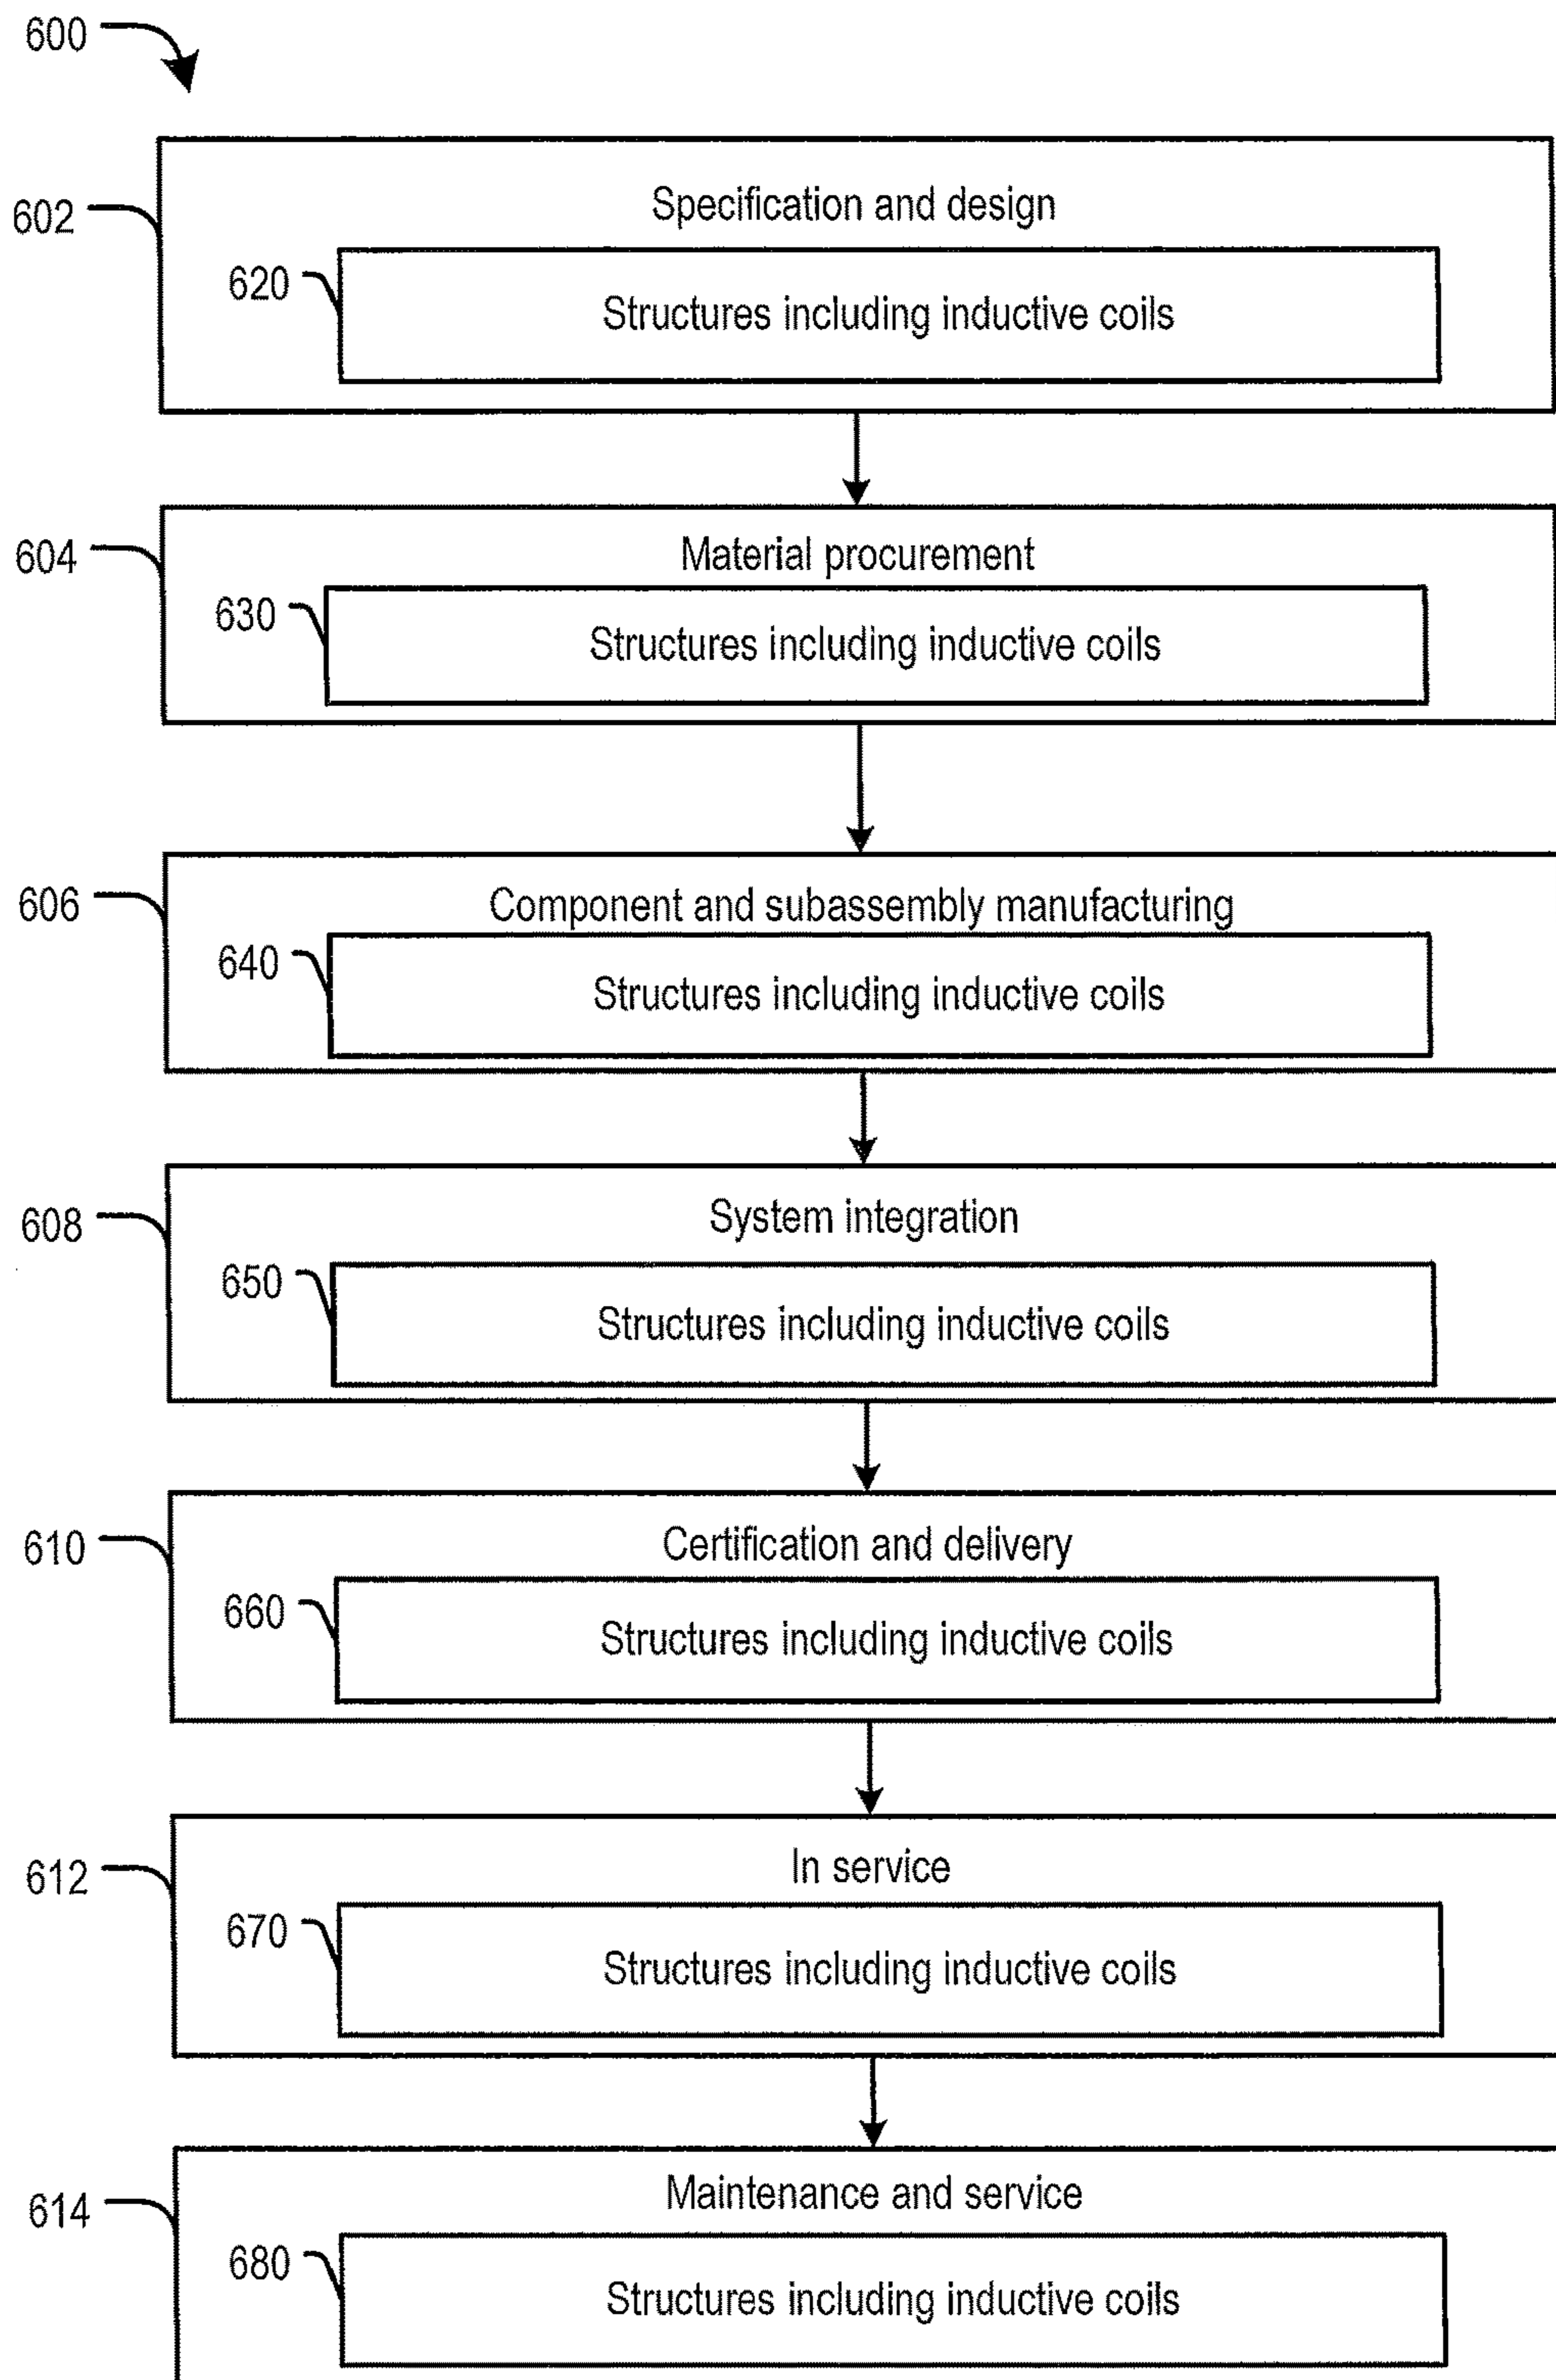 600
602
Specification and design
620
Structures including inductive coils
604
Material procurement
630
Structures including inductive coils
606
Component and subassembly manufacturing
640
Structures including inductive coils
608
System integration
650
Structures including inductive coils
610
Certification and delivery
660
Structures including inductive coils
612
In service
670
Structures including inductive coils
614
Maintenance and service
680
Structures including inductive coils